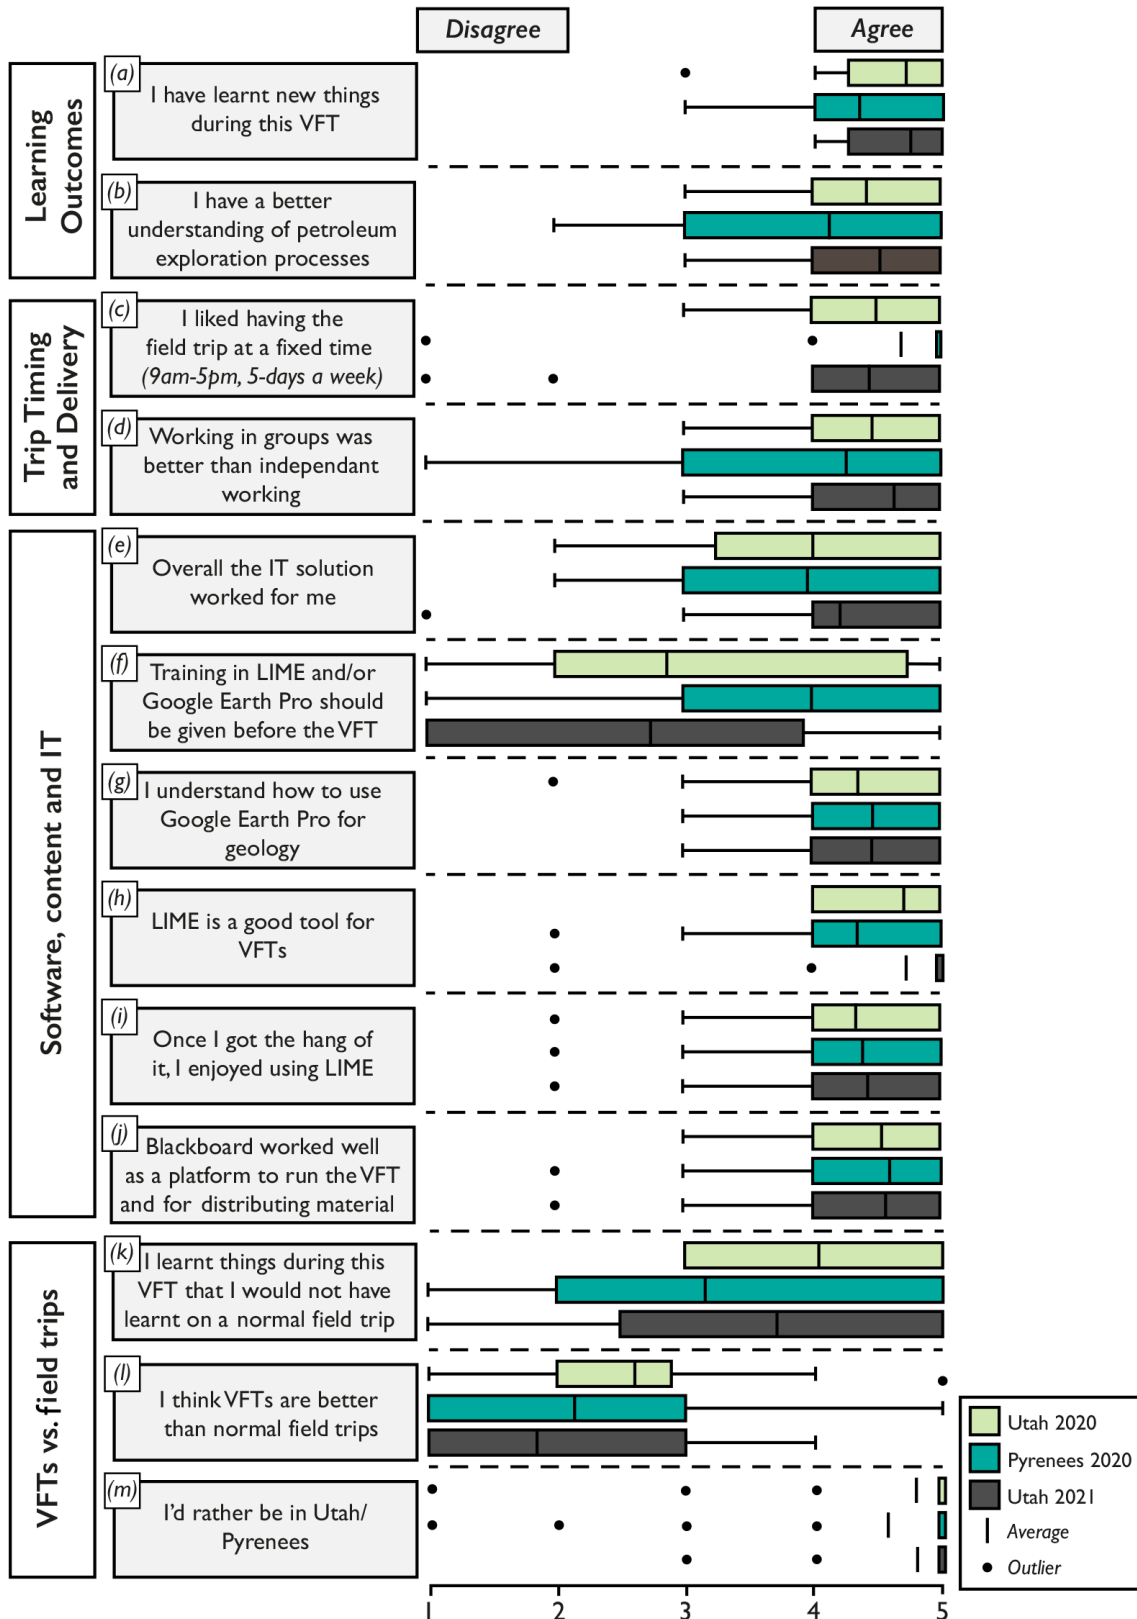 Disagree
Agree
Learning
Outcomes
(a)
I have learnt new things
during this VFT
(b)
I have a better
understanding of petroleum
exploration processes
Trip Timing
and Delivery
(c)
I liked having the
field trip at a fixed time
(9am-5pm, 5-days a week)
(d)
Working in groups was
better than independant
working
Software, content and IT
(e)
Overall the IT solution
worked for me
(f)
Training in LIME and/or
Google Earth Pro should
be given before the VFT
(g)
I understand how to use
Google Earth Pro for
geology
(h)
LIME is a good tool for
VFTs
(i)
Once I got the hang of
it, I enjoyed using LIME
(j)
Blackboard worked well
as a platform to run the VFT
and for distributing material
VFTs vs. field trips
(k)
I learnt things during this
VFT that I would not have
learnt on a normal field trip
(l)
I think VFTs are better
than normal field trips
(m)
I'd rather be in Utah/
Pyrenees
Utah 2020
Pyrenees 2020
Utah 2021
Average
Outlier
1 2 3 4 5